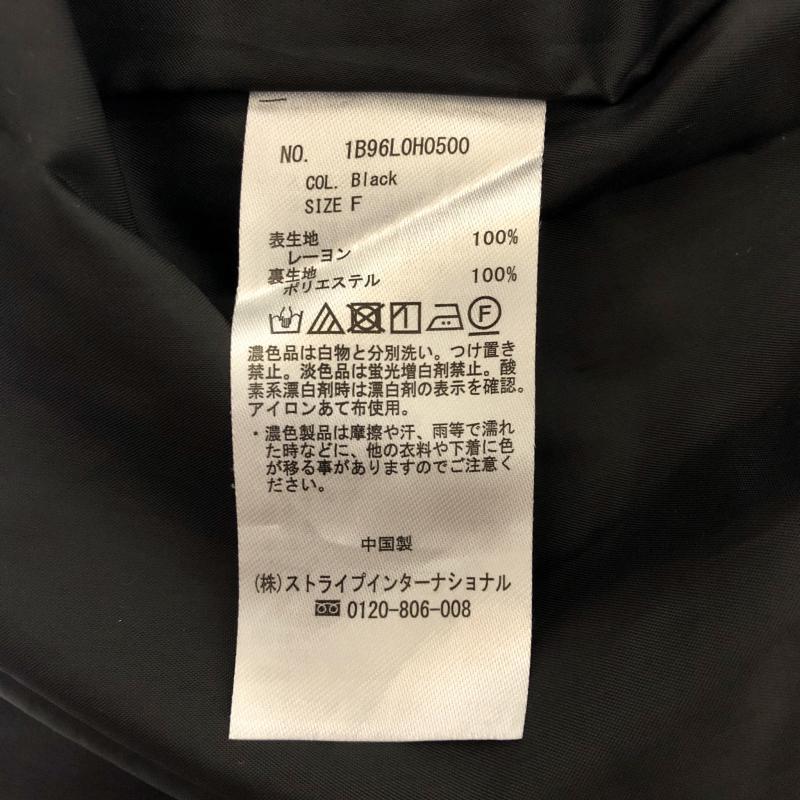 NO. 1B96L0H0500
COL. Black
SIZE F
表生地
レーヨン 100%
裏生地
ポリエステル 100%
F
濃色品は白物と分別洗い。つけ置き
禁止。淡色品は蛍光増白剤禁止。酸
素系漂白剤時は漂白剤の表示を確認。
アイロンあて布使用。
・濃色製品は摩擦や汗、雨等で濡れ
た時などに、他の衣料や下着に色
が移る事がありますのでご注意く
ださい。
中国製
(株)ストライプインターナショナル
0120-806-008